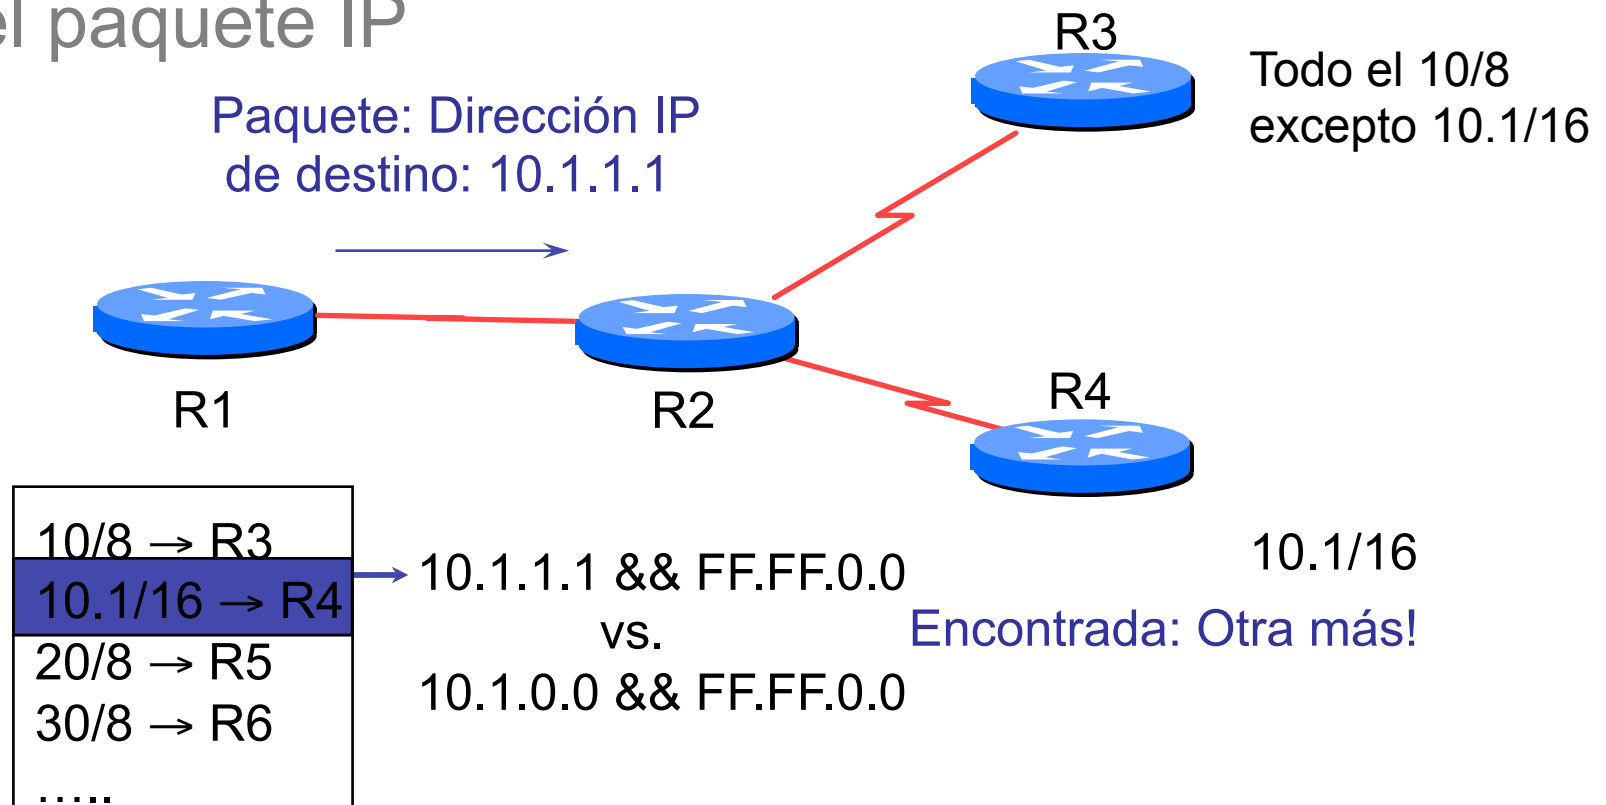 el paquete IP
R3
Todo el 10/8
excepto 10.1/16
Paquete: Dirección IP
de destino: 10.1.1.1
R1
R2
R4
10/8 → R3
10.1/16 → R4
20/8 → R5
30/8 → R6
…..
10.1.1.1 && FF.FF.0.0
vs.
10.1.0.0 && FF.FF.0.0
10.1/16
Encontrada: Otra más!